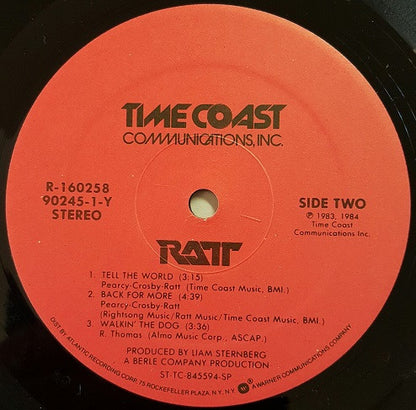 TIME COAST
COMMUNICATIONS, INC.
R-160258
90245-1-Y
STEREO
SIDE TWO
℗ 1983, 1984
Time Coast
Communications Inc.
RATT
1. TELL THE WORLD (3:15)
Pearcy-Crosby-Ratt (Time Coast Music, BMI.)
2. BACK FOR MORE (4:39)
Pearcy-Crosby-Ratt
(Rightsong Music/Ratt Music/Time Coast Music, BMI.)
3. WALKIN' THE DOG (3:36)
R. Thomas (Almo Music Corp., ASCAP.)
PRODUCED BY LIAM STERNBERG
A BERLE COMPANY PRODUCTION
ST-TC-845594-SP
DIST. BY ATLANTIC RECORDING CORP. 75 ROCKEFELLER PLAZA, N.Y., N.Y. A WARNER COMMUNICATIONS COMPANY